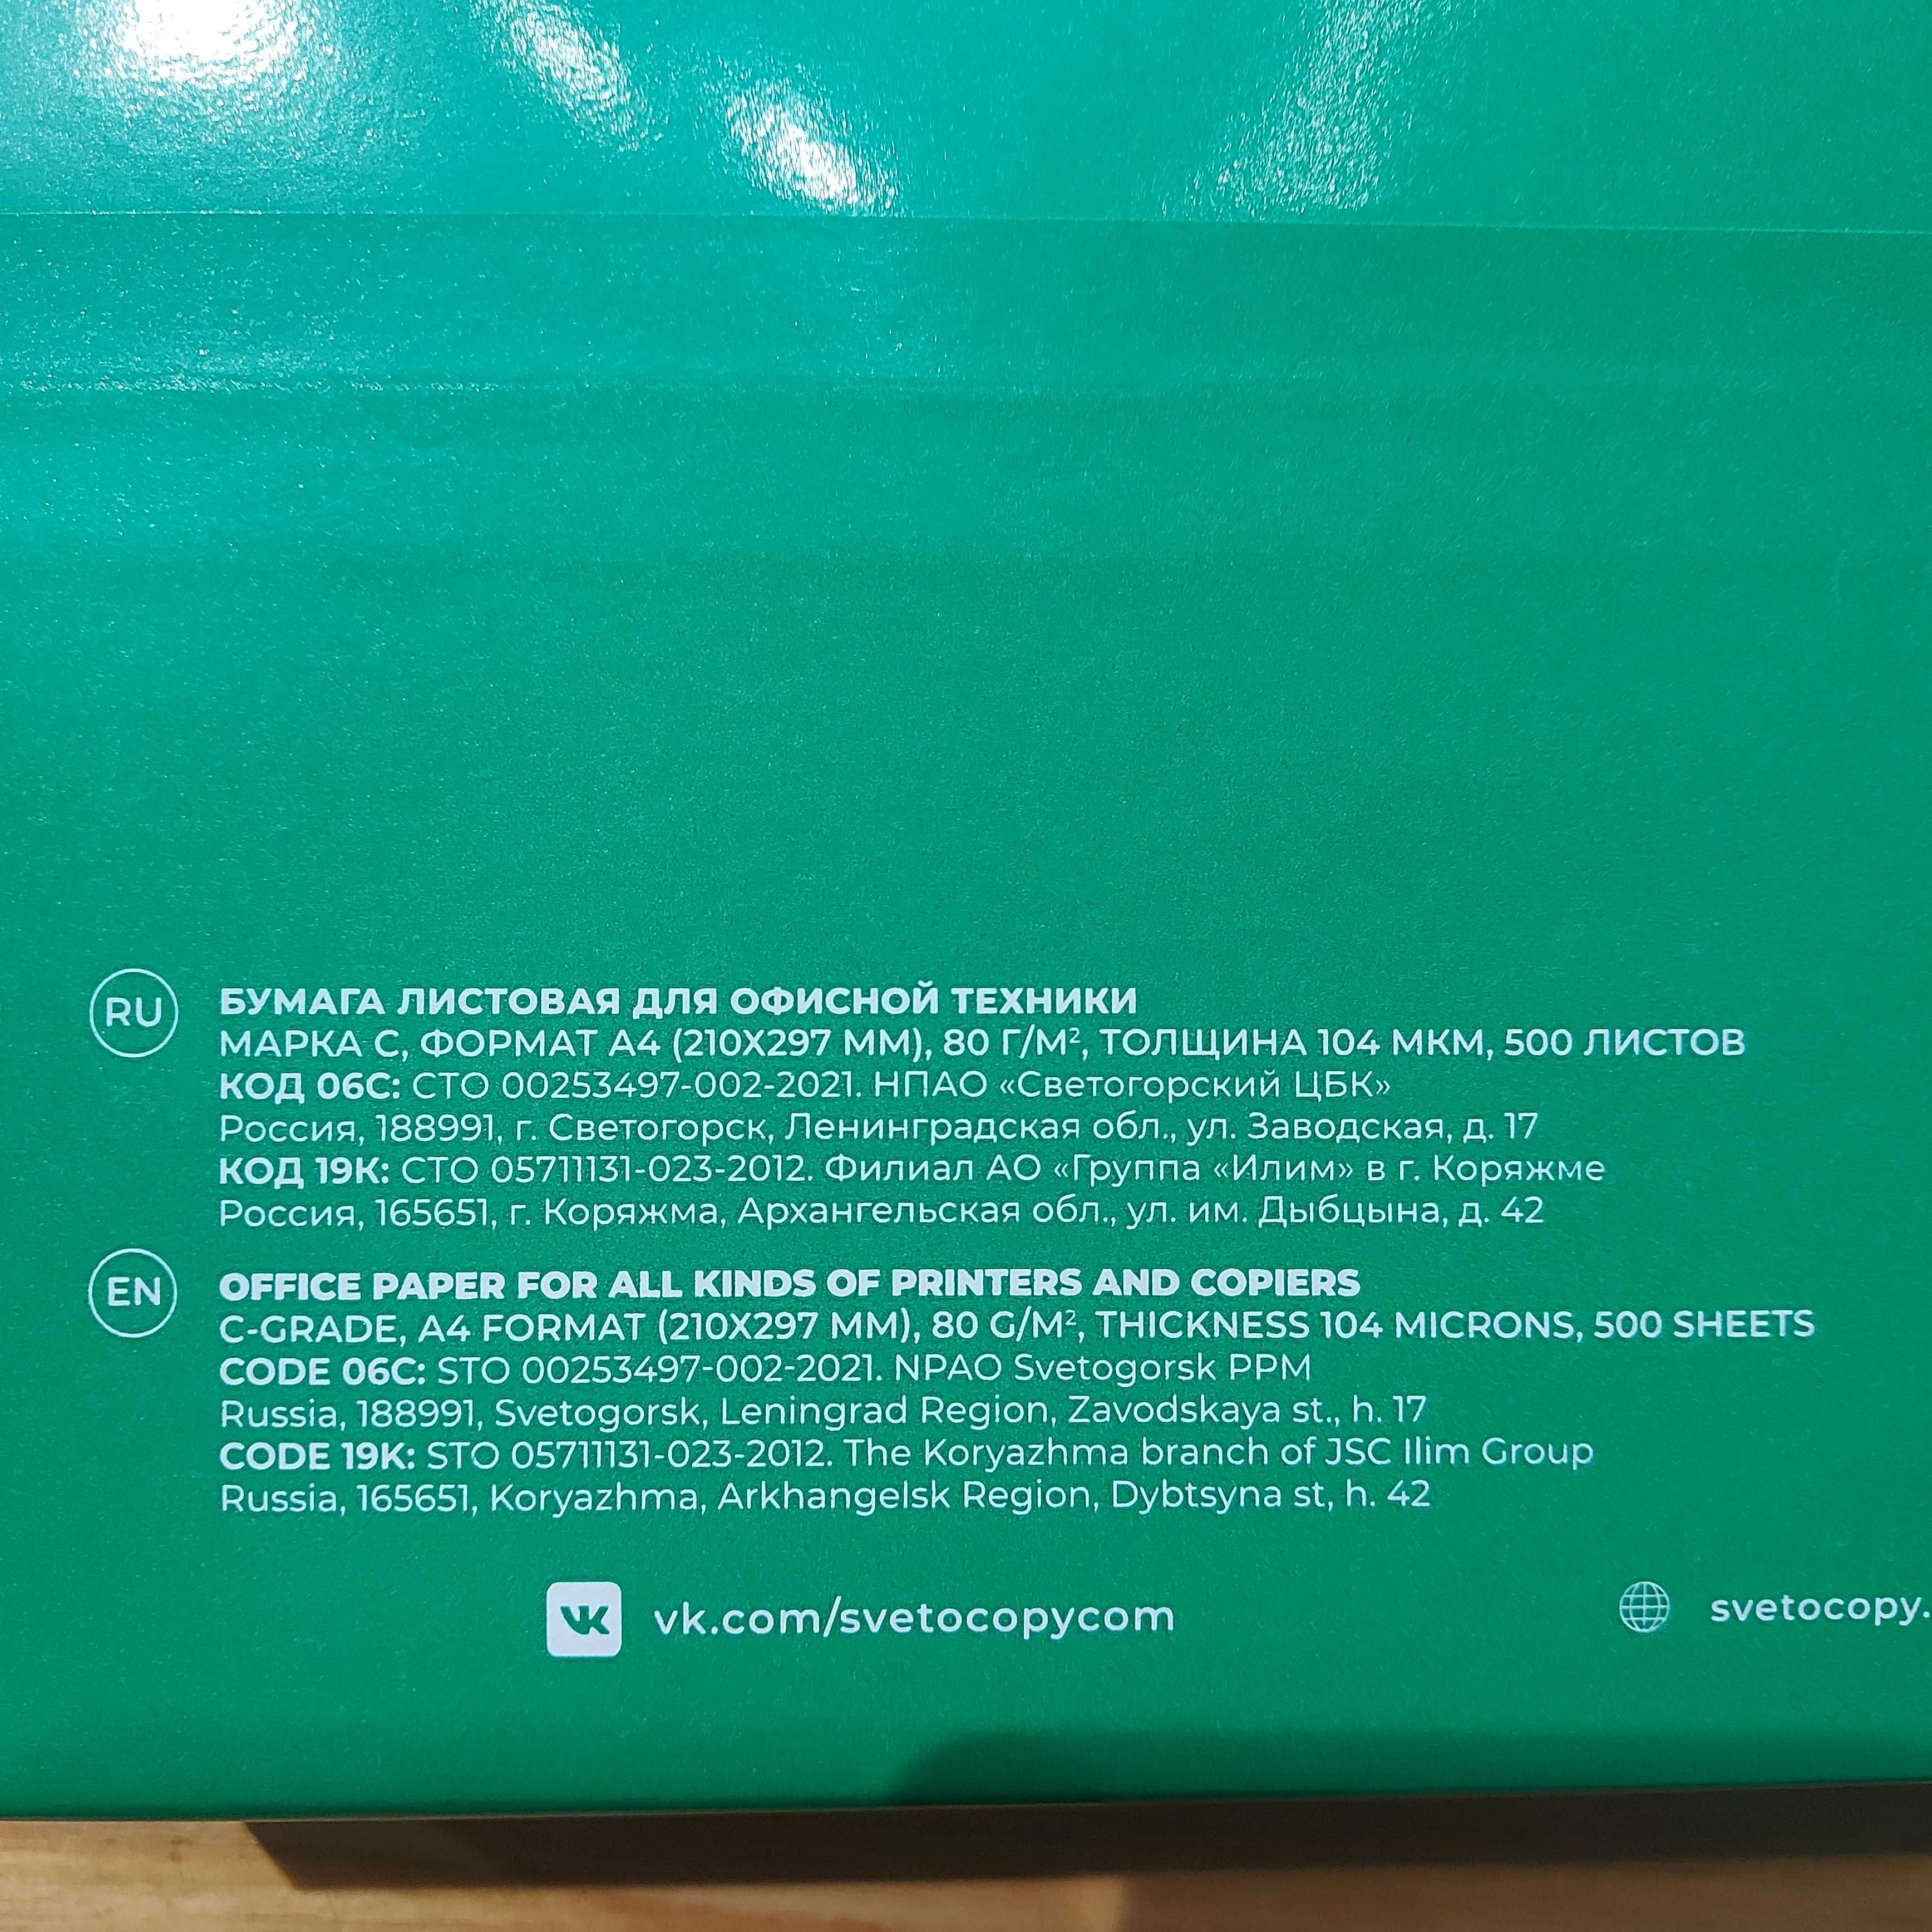 RU
БУМАГА ЛИСТОВАЯ ДЛЯ ОФИСНОЙ ТЕХНИКИ
МАРКА С, ФОРМАТ А4 (210X297 ММ), 80 Г/М², ТОЛЩИНА 104 МКМ, 500 ЛИСТОВ
КОД 06С: СТО 00253497-002-2021. НПАО «Светогорский ЦБК»
Россия, 188991, г. Светогорск, Ленинградская обл., ул. Заводская, д. 17
КОД 19К: СТО 05711131-023-2012. Филиал АО «Группа «Илим» в г. Коряжме
Россия, 165651, г. Коряжма, Архангельская обл., ул. им. Дыбцына, д. 42
EN
OFFICE PAPER FOR ALL KINDS OF PRINTERS AND COPIERS
C-GRADE, A4 FORMAT (210X297 MM), 80 G/M², THICKNESS 104 MICRONS, 500 SHEETS
CODE 06C: STO 00253497-002-2021. NPAO Svetogorsk PPM
Russia, 188991, Svetogorsk, Leningrad Region, Zavodskaya st., h. 17
CODE 19K: STO 05711131-023-2012. The Koryazhma branch of JSC Ilim Group
Russia, 165651, Koryazhma, Arkhangelsk Region, Dybtsyna st, h. 42
vk.com/svetocopycom
svetocopy.